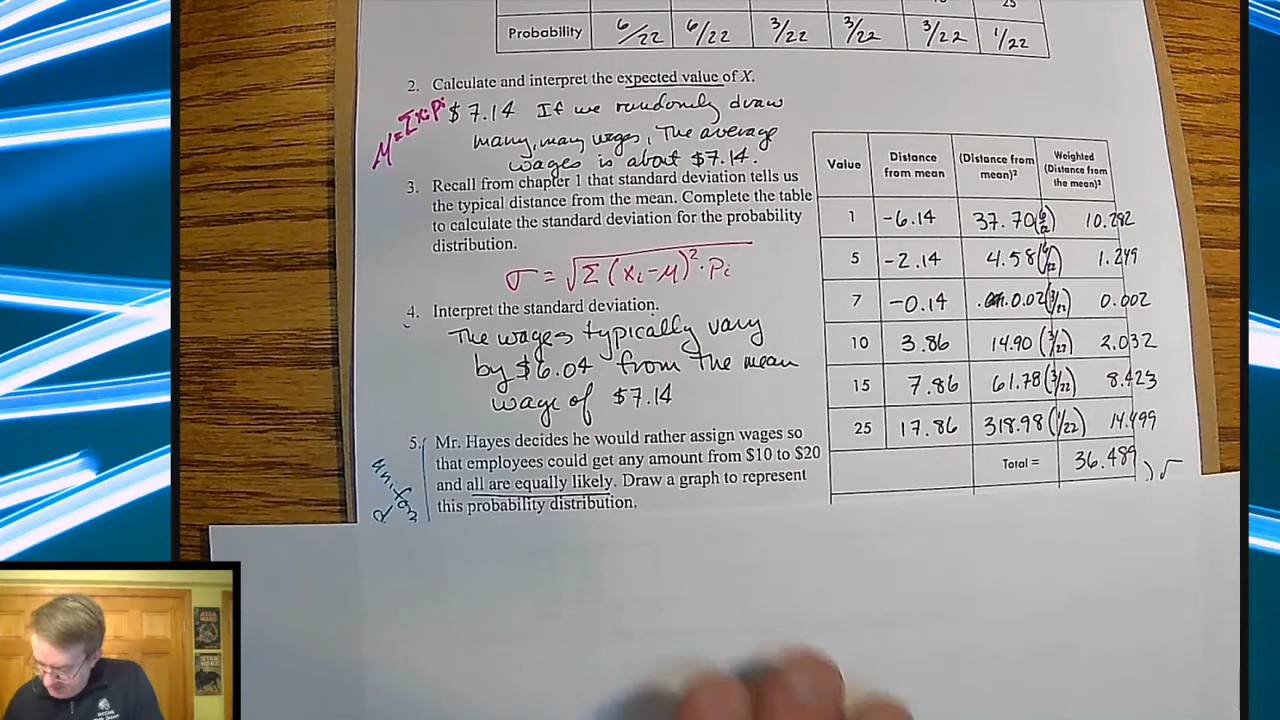 25
Probability 6/22 6/22 3/22 3/22 3/22 1/22
2. Calculate and interpret the expected value of X.
μ = Σxᵢpᵢ
$7.14 If we randomly draw
many, many wages, The average
wages is about $7.14.
3. Recall from chapter 1 that standard deviation tells us
the typical distance from the mean. Complete the table
to calculate the standard deviation for the probability
distribution.
σ = √Σ(xᵢ-μ)²·pᵢ
4. Interpret the standard deviation.
The wages typically vary
by $6.04 from the mean
wage of $7.14
5. Mr. Hayes decides he would rather assign wages so
that employees could get any amount from $10 to $20
and all are equally likely. Draw a graph to represent
this probability distribution.
Value Distance from mean (Distance from mean)² Weighted (Distance from the mean)²
1 -6.14 37.70 10.282
5 -2.14 4.58 1.249
7 -0.14 0.02(3/22) 0.002
10 3.86 14.90 (3/22) 2.032
15 7.86 61.78(3/22) 8.423
25 17.86 318.98(1/22) 14.499
Total = 36.489
STAR WARS
STAR WARS